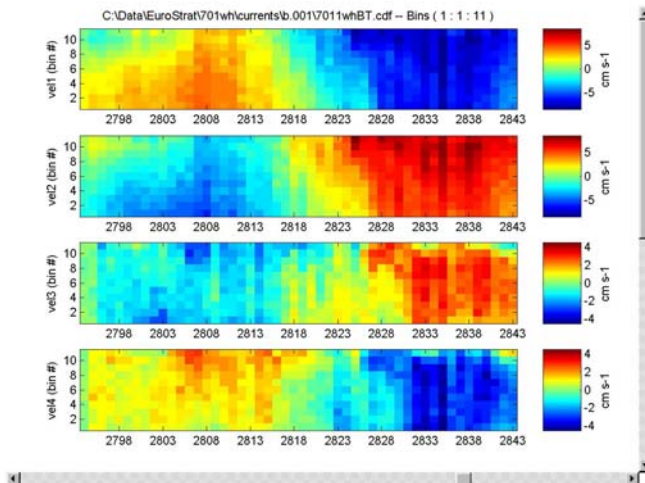 C:\Data\EuroStrat\701wh\currents\b.001\7011whBT.cdf -- Bins ( 1 : 1 : 11 )
vel1 (bin #)
10
8
6
4
2
2798 2803 2808 2813 2818 2823 2828 2833 2838 2843
5
0
-5
cm s-1
vel2 (bin #)
10
8
6
4
2
2798 2803 2808 2813 2818 2823 2828 2833 2838 2843
5
0
-5
cm s-1
vel3 (bin #)
10
8
6
4
2
2798 2803 2808 2813 2818 2823 2828 2833 2838 2843
4
2
0
-2
-4
cm s-1
vel4 (bin #)
10
8
6
4
2
2798 2803 2808 2813 2818 2823 2828 2833 2838 2843
4
2
0
-2
-4
cm s-1